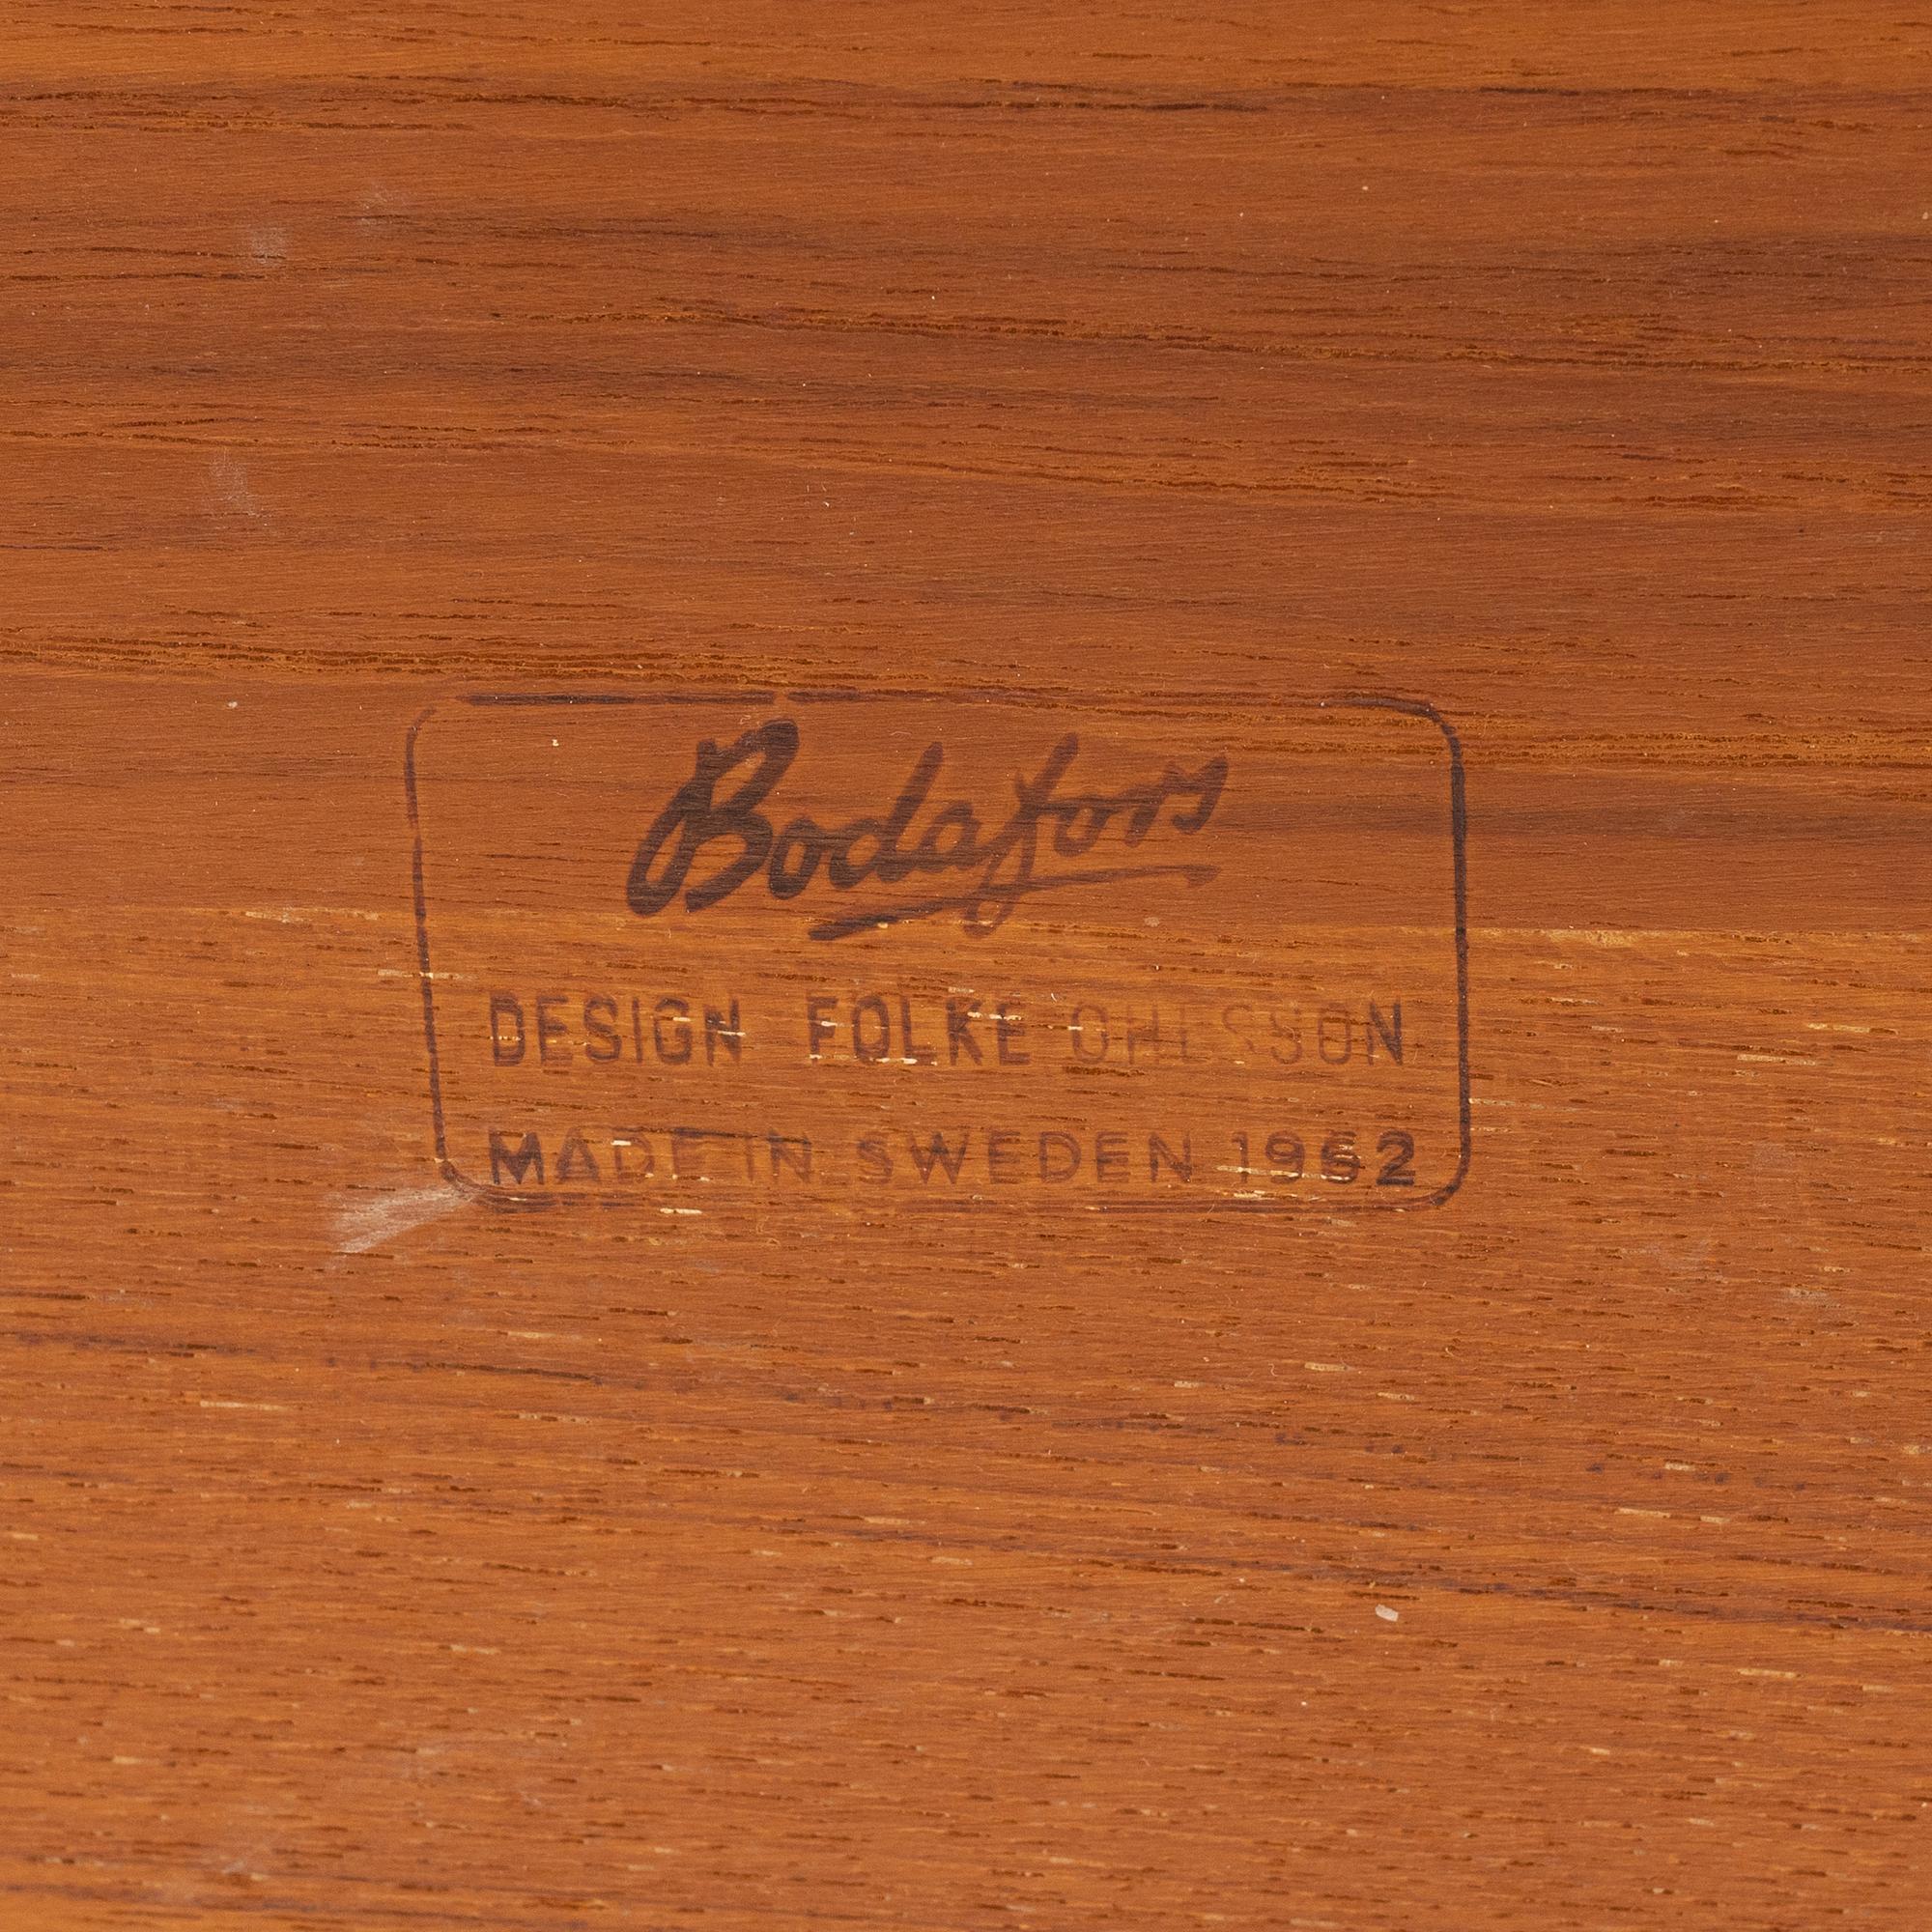 Bodafors
DESIGN FOLKE OHLSSON
MADE IN SWEDEN 1962